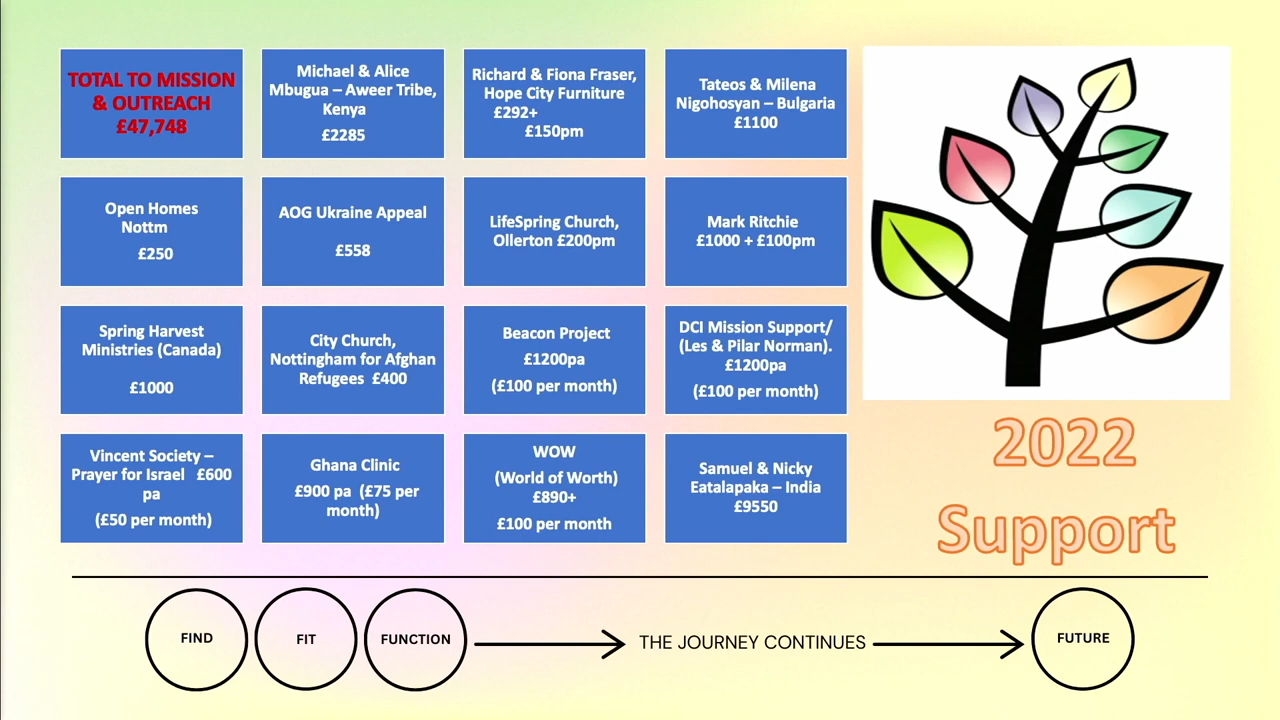 TOTAL TO MISSION
& OUTREACH
£47,748
Michael & Alice
Mbugua – Aweer Tribe,
Kenya
£2285
Richard & Fiona Fraser,
Hope City Furniture
£292+
£150pm
Tateos & Milena
Nigohosyan – Bulgaria
£1100
Open Homes
Nottm
£250
AOG Ukraine Appeal
£558
LifeSpring Church,
Ollerton £200pm
Mark Ritchie
£1000 + £100pm
Spring Harvest
Ministries (Canada)
£1000
City Church,
Nottingham for Afghan
Refugees £400
Beacon Project
£1200pa
(£100 per month)
DCI Mission Support/
(Les & Pilar Norman).
£1200pa
(£100 per month)
Vincent Society –
Prayer for Israel £600
pa
(£50 per month)
Ghana Clinic
£900 pa (£75 per
month)
WOW
(World of Worth)
£890+
£100 per month
Samuel & Nicky
Eatalapaka – India
£9550
2022
Support
FIND
FIT
FUNCTION
THE JOURNEY CONTINUES
FUTURE